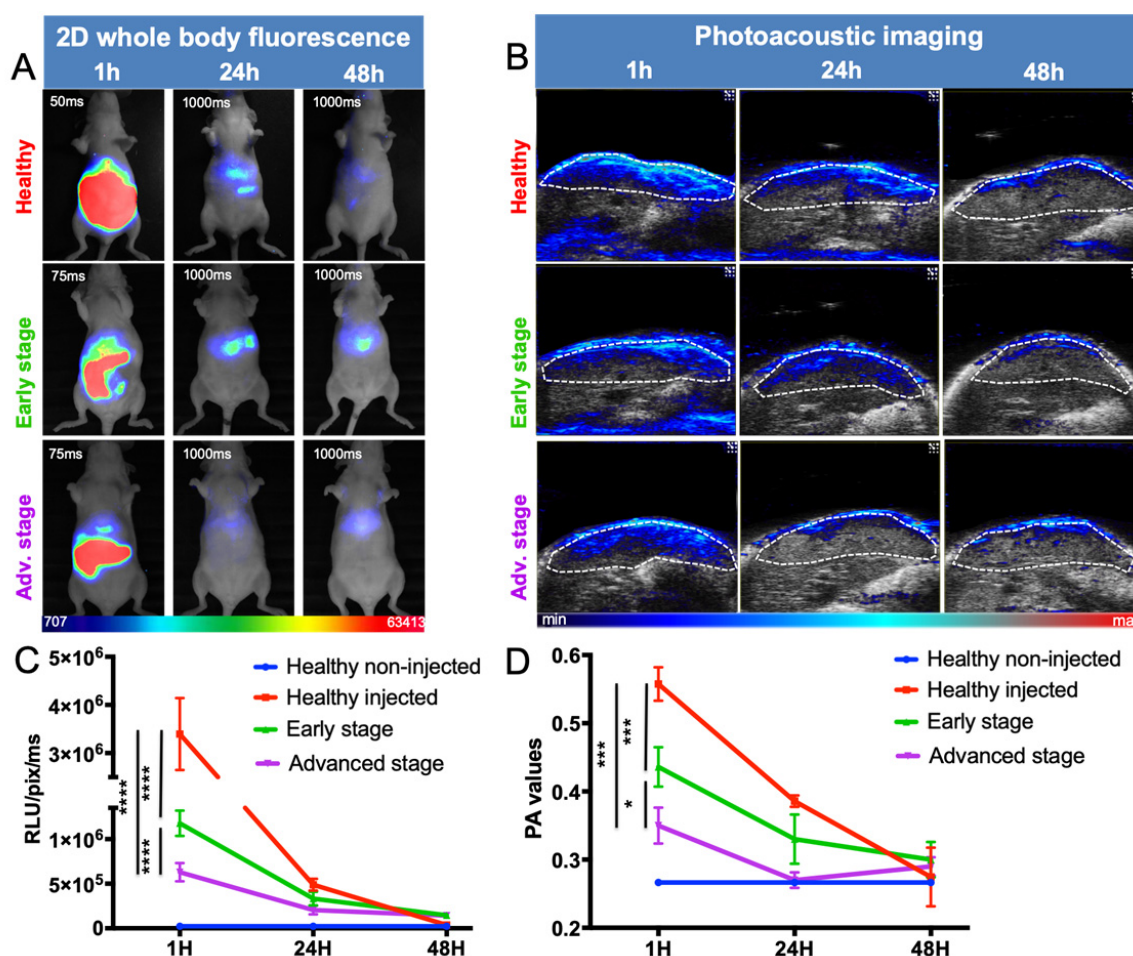 2D whole body fluorescence
A
1h 24h 48h
Healthy
50ms 1000ms 1000ms
Early stage
75ms 1000ms 1000ms
Adv. stage
75ms 1000ms 1000ms
707 63413
Photoacoustic imaging
B
1h 24h 48h
Healthy
Early stage
Adv. stage
min ma
C
5×10⁶
4×10⁶
3×10⁶
1×10⁶
5×10⁵
0
RLU/pix/ms
1H 24H 48H
****
****
****
Healthy non-injected
Healthy injected
Early stage
Advanced stage
D
0.6
0.5
0.4
0.3
0.2
PA values
1H 24H 48H
***
***
*
Healthy non-injected
Healthy injected
Early stage
Advanced stage